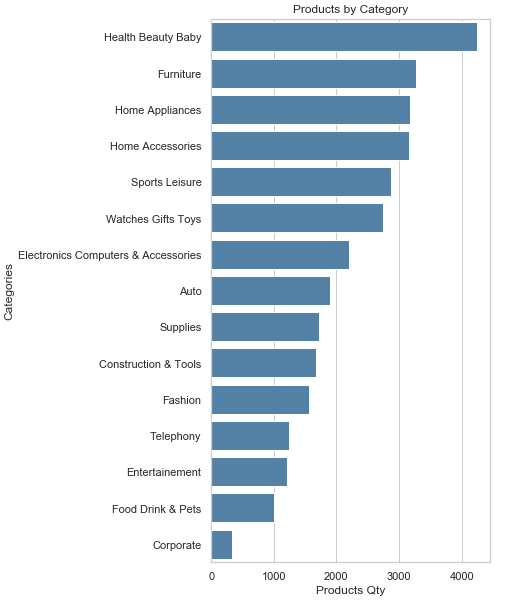 Products by Category
Health Beauty Baby
Furniture
Home Appliances
Home Accessories
Sports Leisure
Watches Gifts Toys
Electronics Computers & Accessories
Auto
Supplies
Construction & Tools
Fashion
Telephony
Entertainement
Food Drink & Pets
Corporate
Categories
0 1000 2000 3000 4000
Products Qty